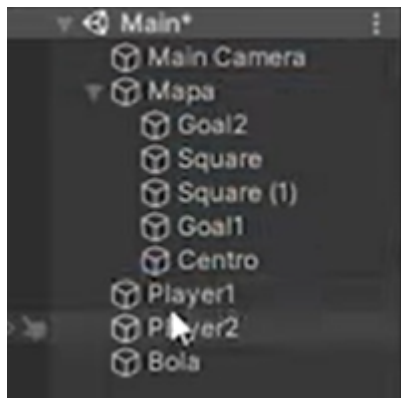 Main*
Main Camera
Mapa
Goal2
Square
Square (1)
Goal1
Centro
Player1
Player2
Bola